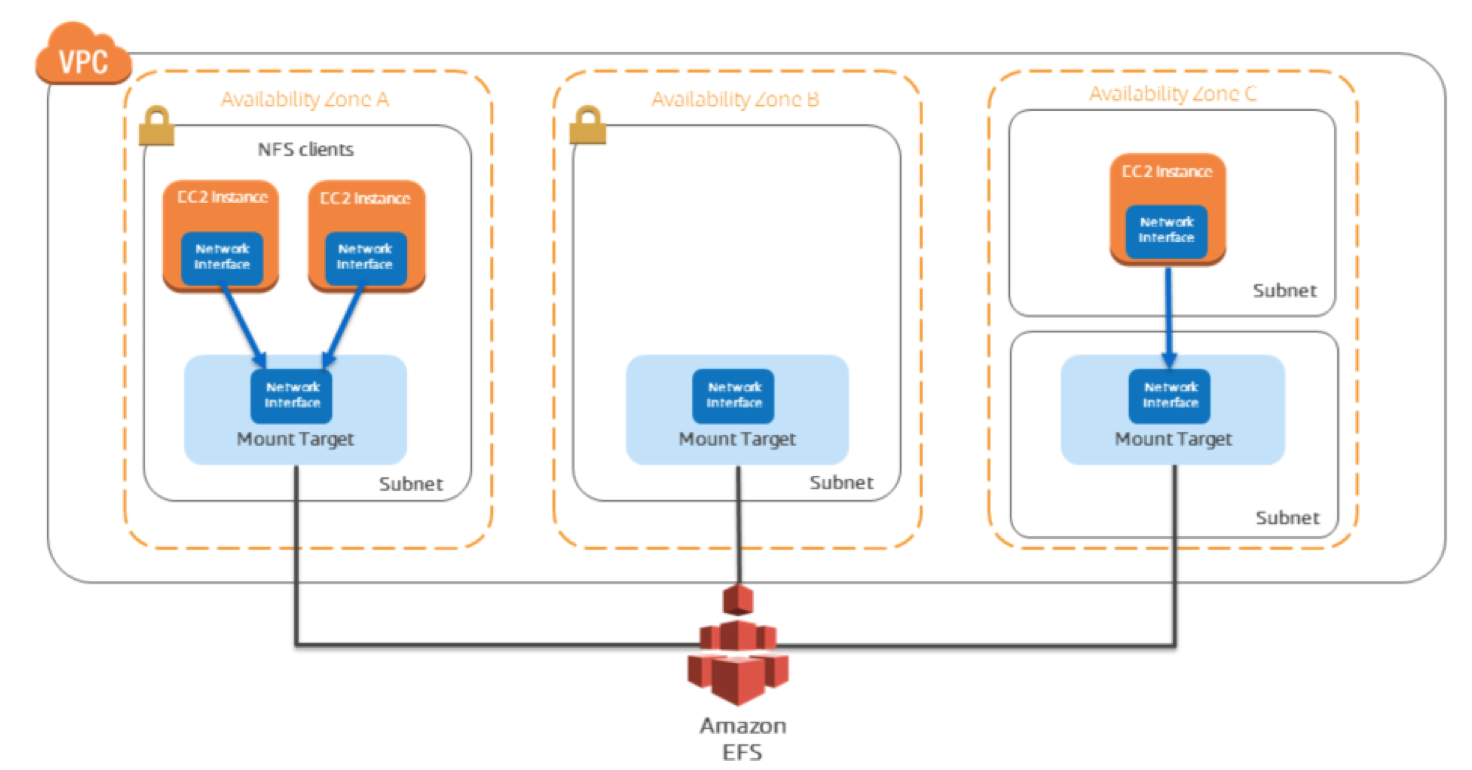 VPC
Availability Zone A
Availability Zone B
Availability Zone C
NFS clients
EC2 Instance
EC2 Instance
EC2 Instance
Network
Interface
Network
Interface
Network
Interface
Subnet
Network
Interface
Mount Target
Subnet
Network
Interface
Mount Target
Subnet
Network
Interface
Mount Target
Subnet
Amazon
EFS